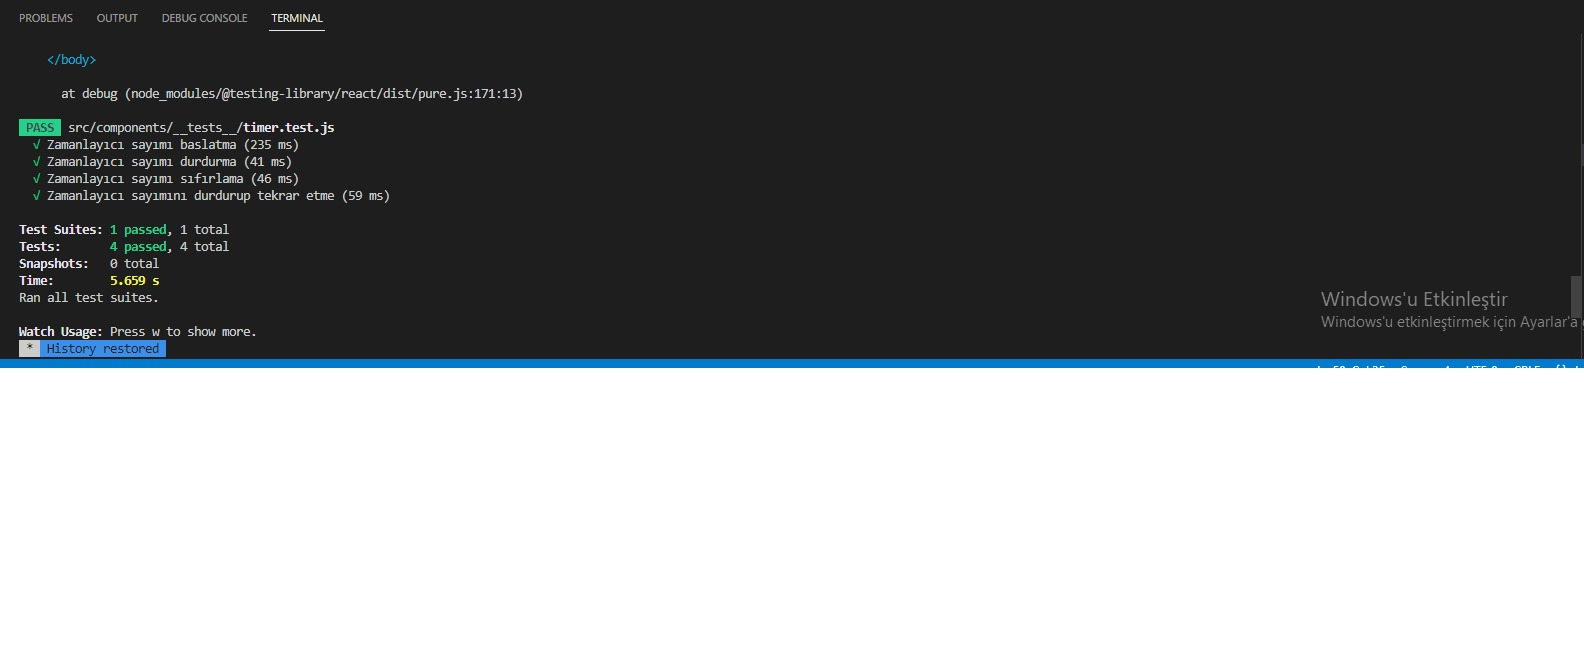 PROBLEMS OUTPUT DEBUG CONSOLE TERMINAL
</body>
at debug (node_modules/@testing-library/react/dist/pure.js:171:13)
PASS src/components/__tests__/timer.test.js
√ Zamanlayıcı sayımı baslatma (235 ms)
√ Zamanlayıcı sayımı durdurma (41 ms)
√ Zamanlayıcı sayımı sıfırlama (46 ms)
√ Zamanlayıcı sayımını durdurup tekrar etme (59 ms)
Test Suites: 1 passed, 1 total
Tests: 4 passed, 4 total
Snapshots: 0 total
Time: 5.659 s
Ran all test suites.
Windows'u Etkinleştir
Windows'u etkinleştirmek için Ayarlar'a
Watch Usage: Press w to show more.
* History restored